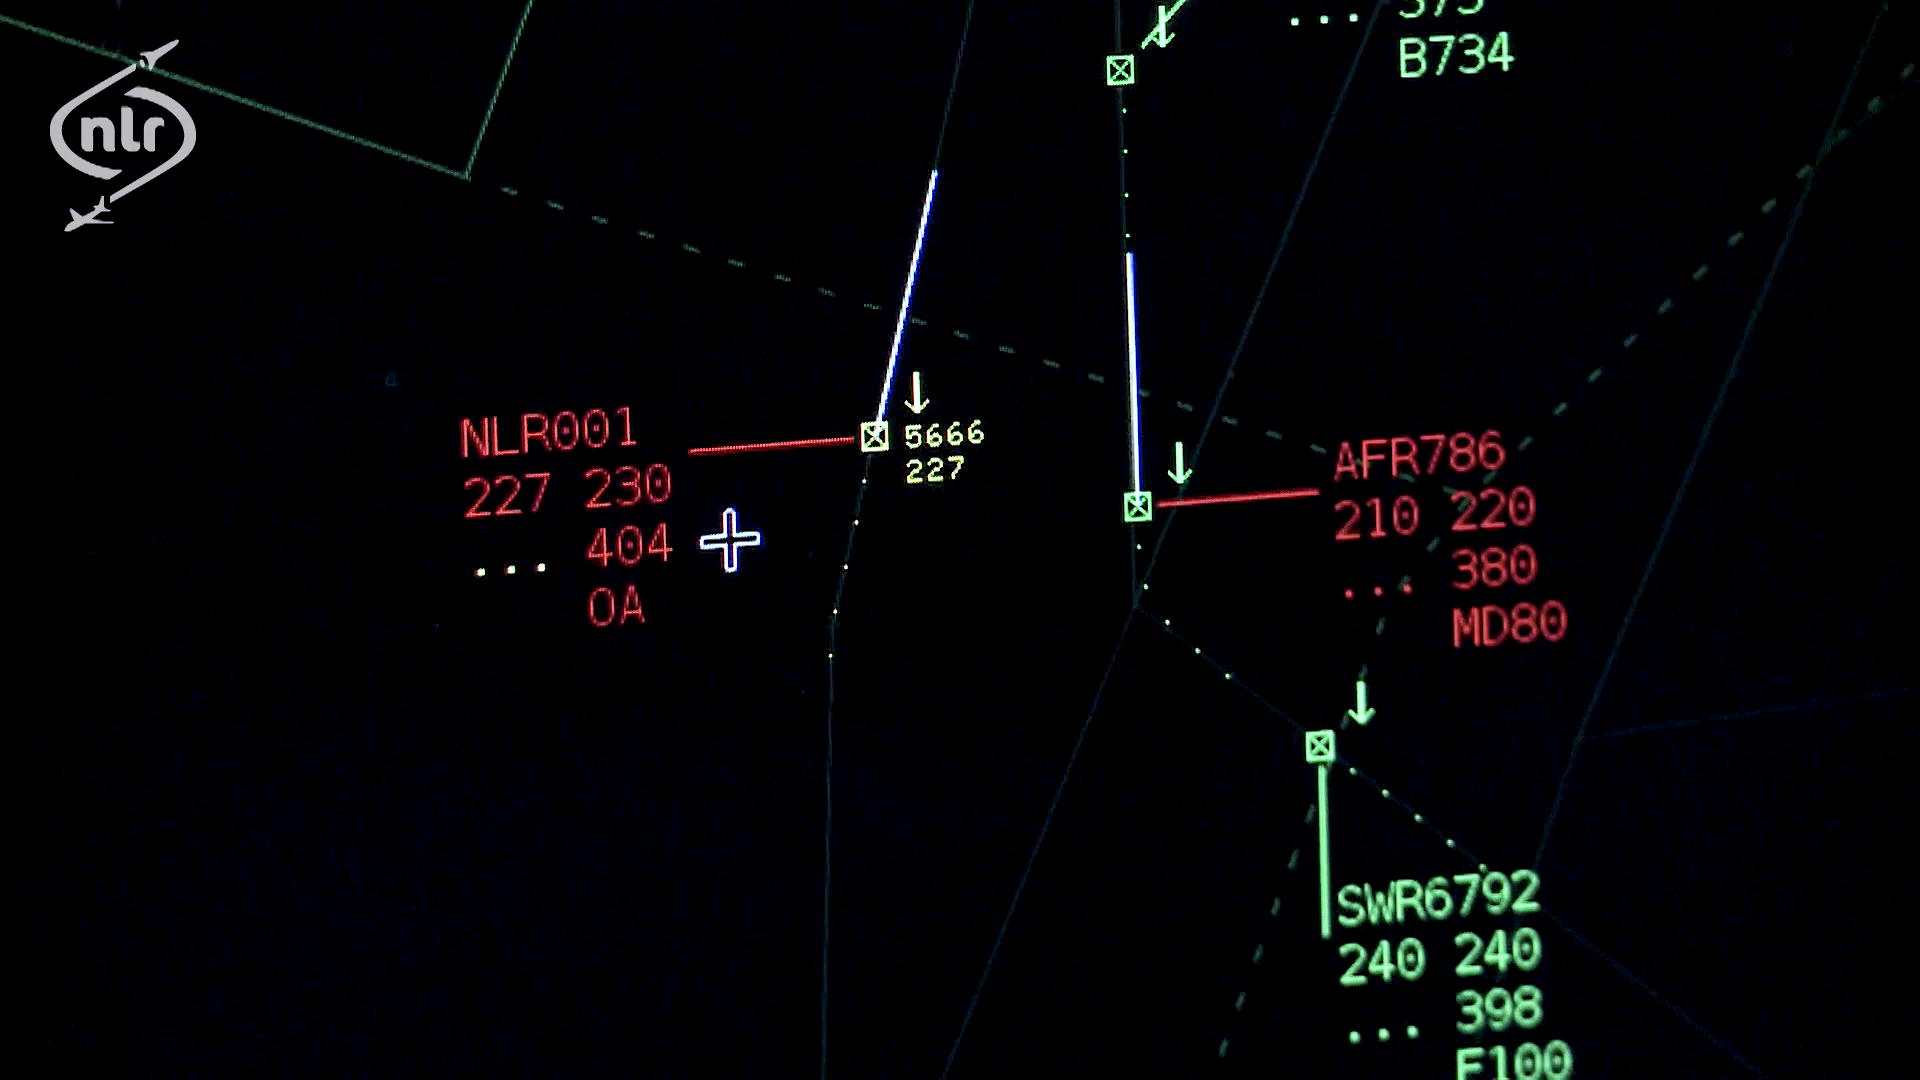 nlr
373
B734
NLR001
227 230
... 404
OA
5666
227
AFR786
210 220
... 380
MD80
SWR6792
240 240
... 398
F100